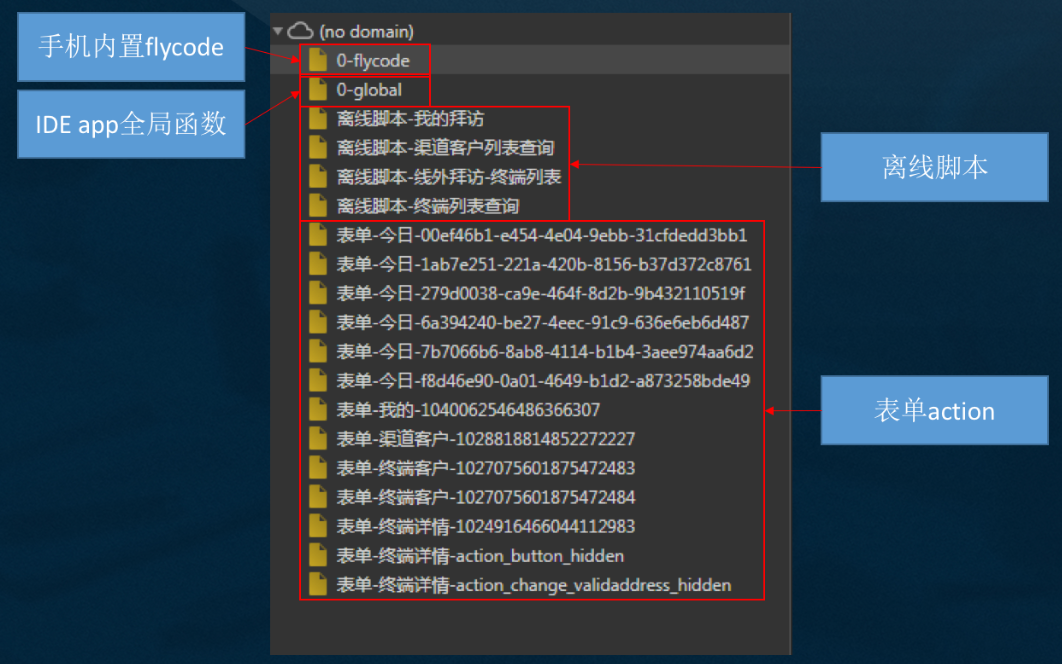 手机内置flycode
IDE app全局函数
(no domain)
0-flycode
0-global
离线脚本-我的拜访
离线脚本-渠道客户列表查询
离线脚本-线外拜访-终端列表
离线脚本-终端列表查询
表单-今日-00ef46b1-e454-4e04-9ebb-31cfdedd3bb1
表单-今日-1ab7e251-221a-420b-8156-b37d372c8761
表单-今日-279d0038-ca9e-464f-8d2b-9b432110519f
表单-今日-6a394240-be27-4eec-91c9-636e6eb6d487
表单-今日-7b7066b6-8ab8-4114-b1b4-3aee974aa6d2
表单-今日-f8d46e90-0a01-4649-b1d2-a873258bde49
表单-我的-1040062546486366307
表单-渠道客户-1028818814852272227
表单-终端客户-1027075601875472483
表单-终端客户-1027075601875472484
表单-终端详情-1024916466044112983
表单-终端详情-action_button_hidden
表单-终端详情-action_change_validaddress_hidden
离线脚本
表单action